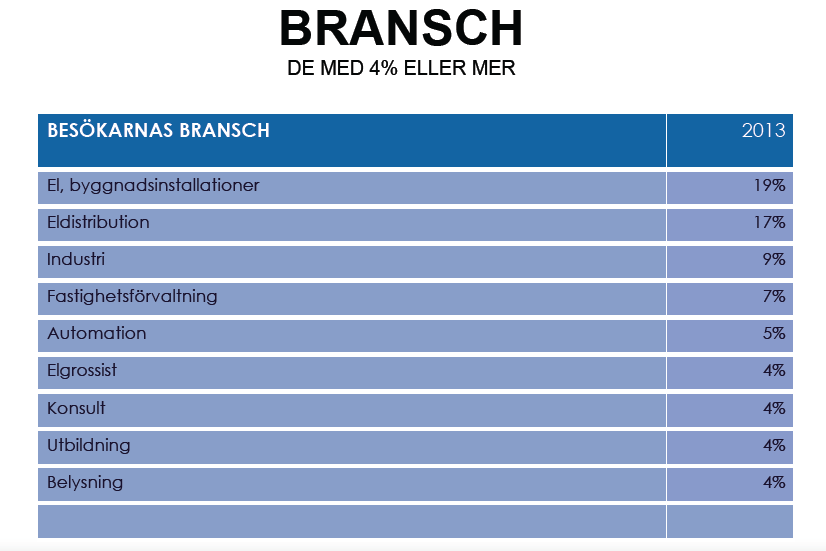 BRANSCH
DE MED 4% ELLER MER
BESÖKARNAS BRANSCH 2013
El, byggnadsinstallationer 19%
Eldistribution 17%
Industri 9%
Fastighetsförvaltning 7%
Automation 5%
Elgrossist 4%
Konsult 4%
Utbildning 4%
Belysning 4%